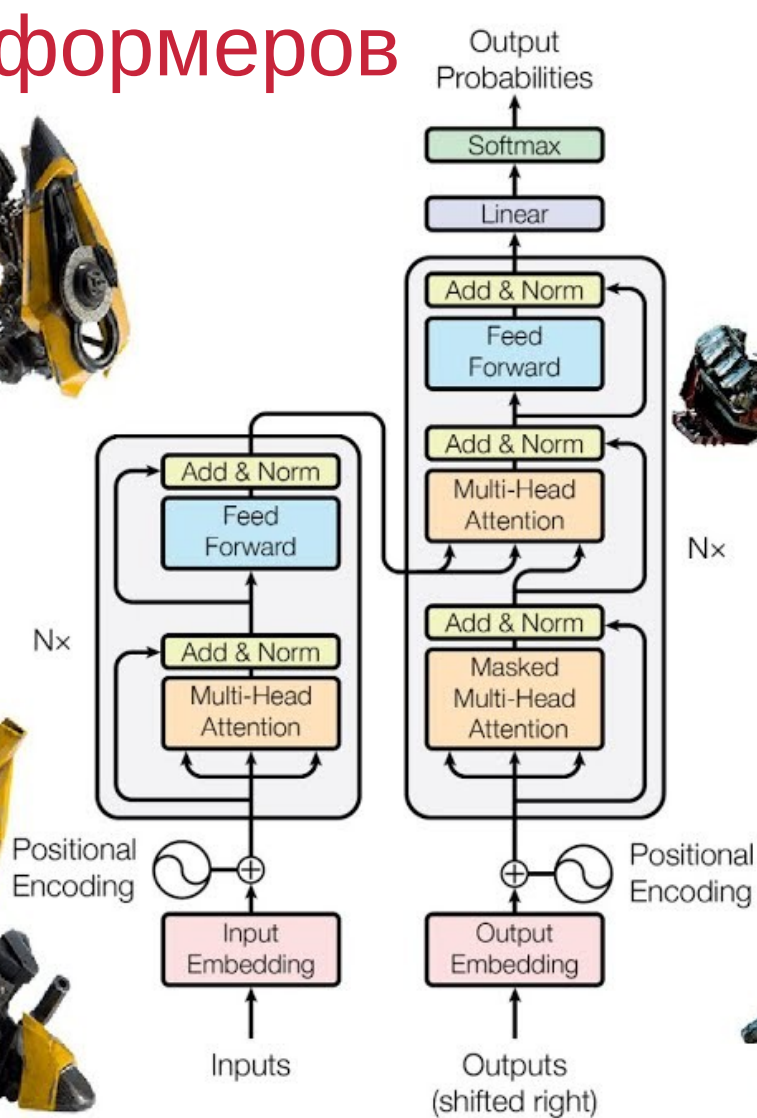 формеров
Output
Probabilities
Softmax
Linear
Add & Norm
Feed
Forward
Add & Norm
Multi-Head
Attention
Nx
Add & Norm
Masked
Multi-Head
Attention
Add & Norm
Feed
Forward
Nx
Add & Norm
Multi-Head
Attention
Positional
Encoding
Positional
Encoding
Input
Embedding
Output
Embedding
Inputs
Outputs
(shifted right)